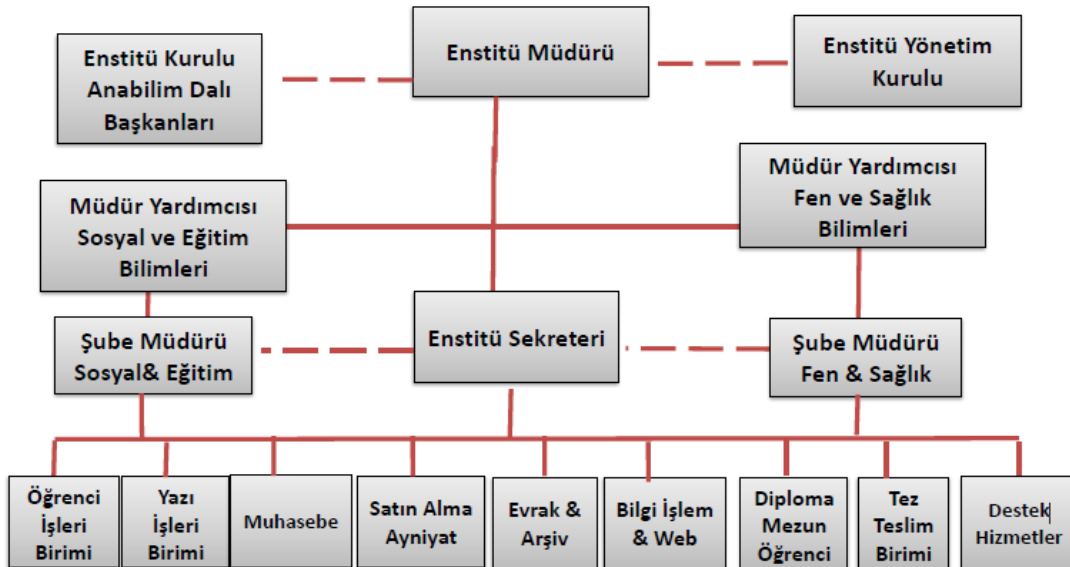 Enstitü Kurulu
Anabilim Dalı
Başkanları
Enstitü Müdürü
Enstitü Yönetim
Kurulu
Müdür Yardımcısı
Sosyal ve Eğitim
Bilimleri
Müdür Yardımcısı
Fen ve Sağlık
Bilimleri
Şube Müdürü
Sosyal& Eğitim
Enstitü Sekreteri
Şube Müdürü
Fen & Sağlık
Öğrenci
İşleri
Birimi
Yazı
İşleri
Birimi
Muhasebe
Satın Alma
Ayniyat
Evrak &
Arşiv
Bilgi İşlem
& Web
Diploma
Mezun
Öğrenci
Tez
Teslim
Birimi
Destek
Hizmetler